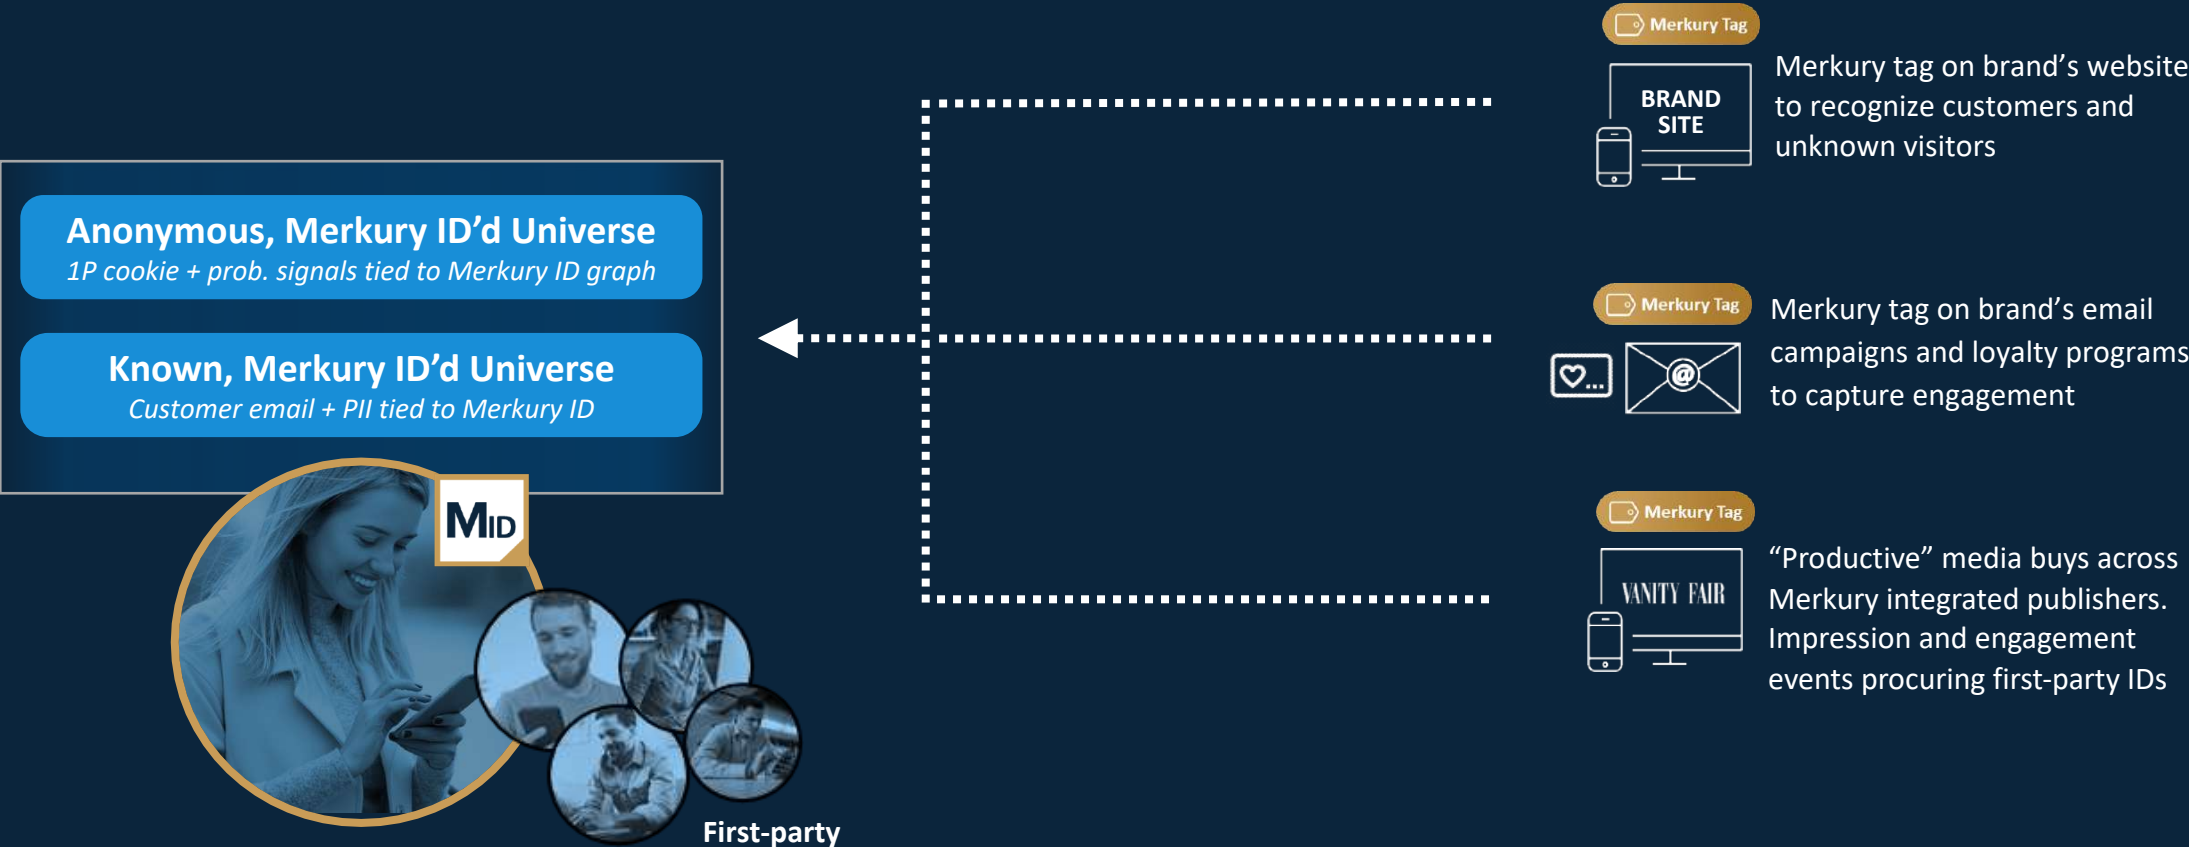 Merkury Tag
BRAND
SITE
Merkury tag on brand’s website
to recognize customers and
unknown visitors
Anonymous, Merkury ID’d Universe
1P cookie + prob. signals tied to Merkury ID graph
Known, Merkury ID’d Universe
Customer email + PII tied to Merkury ID
MID
First-party
Merkury Tag
@
Merkury tag on brand’s email
campaigns and loyalty programs
to capture engagement
Merkury Tag
VANITY FAIR
“Productive” media buys across
Merkury integrated publishers.
Impression and engagement
events procuring first-party IDs